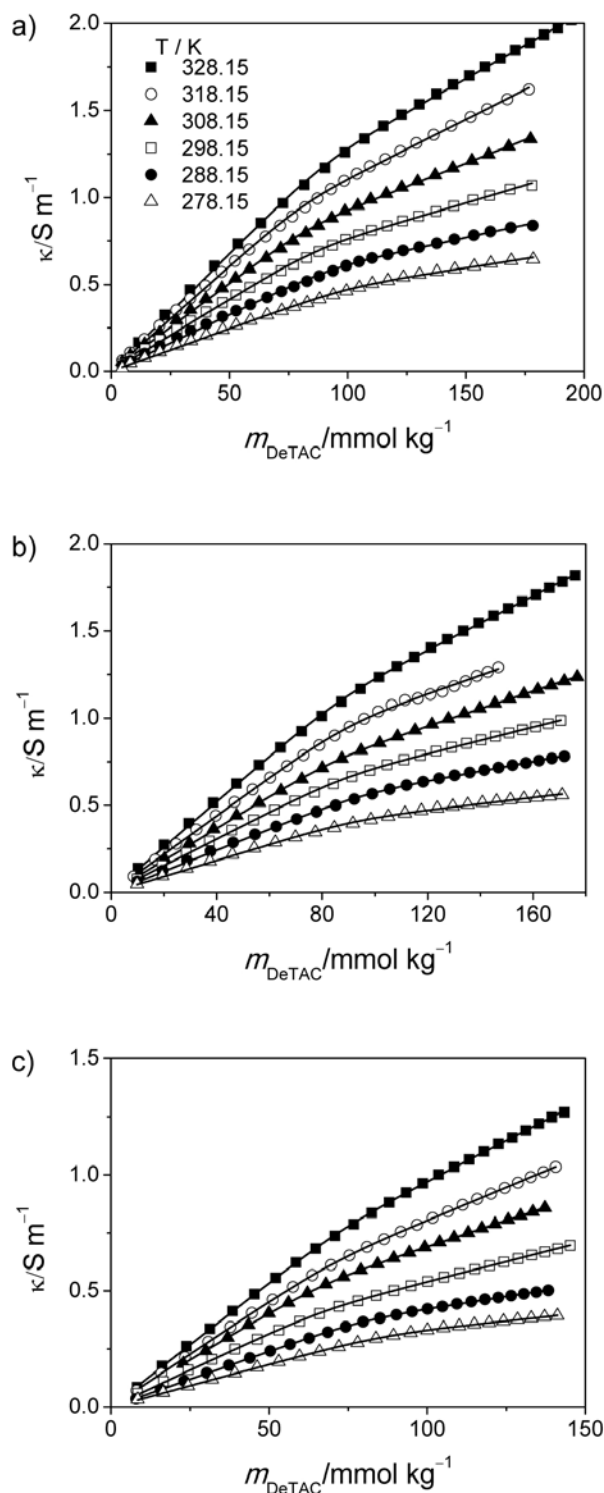 a)
2.0
T / K
328.15
318.15
308.15
298.15
288.15
278.15
1.5
1.0
0.5
0.0
κ/S m⁻¹
0 50 100 150 200
m_DeTAC/mmol kg⁻¹
b)
2.0
1.5
1.0
0.5
0.0
κ/S m⁻¹
0 40 80 120 160
m_DeTAC/mmol kg⁻¹
c)
1.5
1.0
0.5
0.0
κ/S m⁻¹
0 50 100 150
m_DeTAC/mmol kg⁻¹